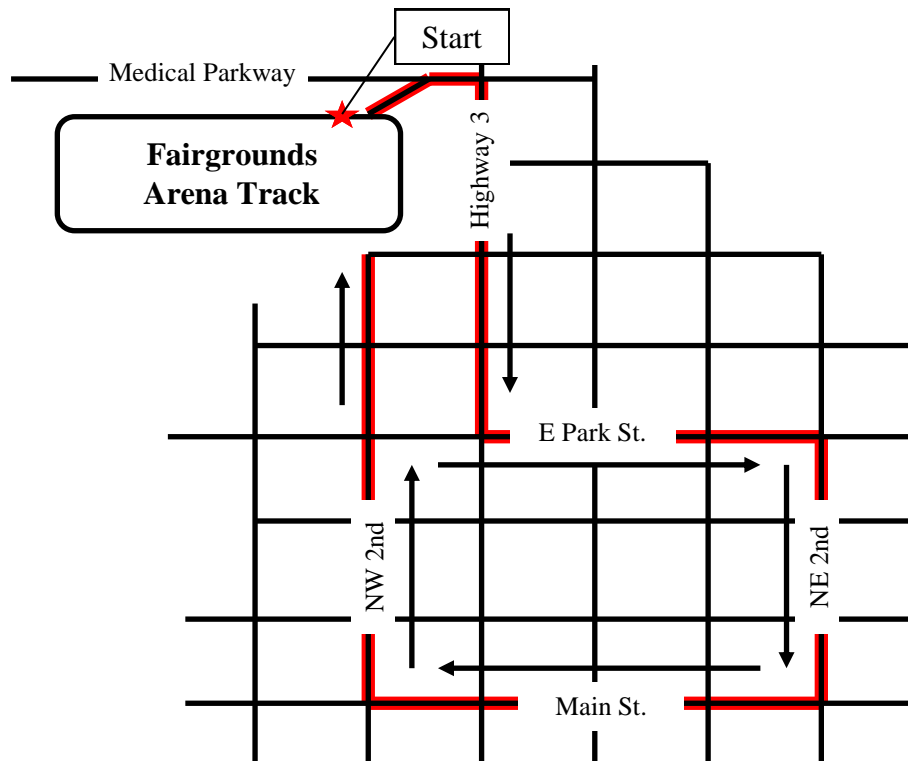 Start
Medical Parkway
Fairgrounds
Arena Track
Highway 3
E Park St.
NW 2nd
NE 2nd
Main St.